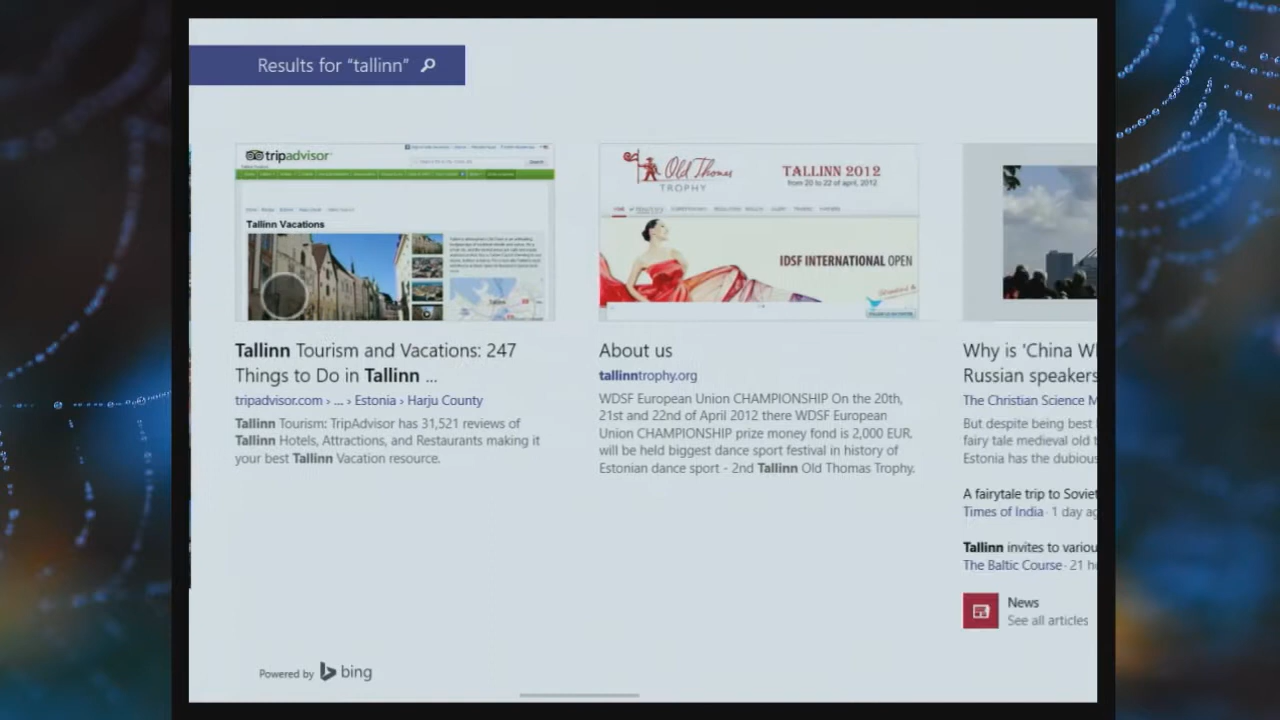 Results for “tallinn”
tripadvisor
Tallinn Vacations
Old Thomas
TROPHY
TALLINN 2012
from 20 to 22 of april, 2012
IDSF INTERNATIONAL OPEN
Tallinn Tourism and Vacations: 247
Things to Do in Tallinn ...
tripadvisor.com › ... › Estonia › Harju County
Tallinn Tourism: TripAdvisor has 31,521 reviews of
Tallinn Hotels, Attractions, and Restaurants making it
your best Tallinn Vacation resource.
About us
tallinntrophy.org
WDSF European Union CHAMPIONSHIP On the 20th,
21st and 22nd of April 2012 there WDSF European
Union CHAMPIONSHIP prize money fond is 2,000 EUR.
will be held biggest dance sport festival in history of
Estonian dance sport - 2nd Tallinn Old Thomas Trophy.
Why is 'China W
Russian speakers
The Christian Science M
But despite being best
fairy tale medieval old t
Estonia has the dubious
A fairytale trip to Soviet
Times of India · 1 day ag
Tallinn invites to variou
The Baltic Course · 21 h
News
See all articles
Powered by bing